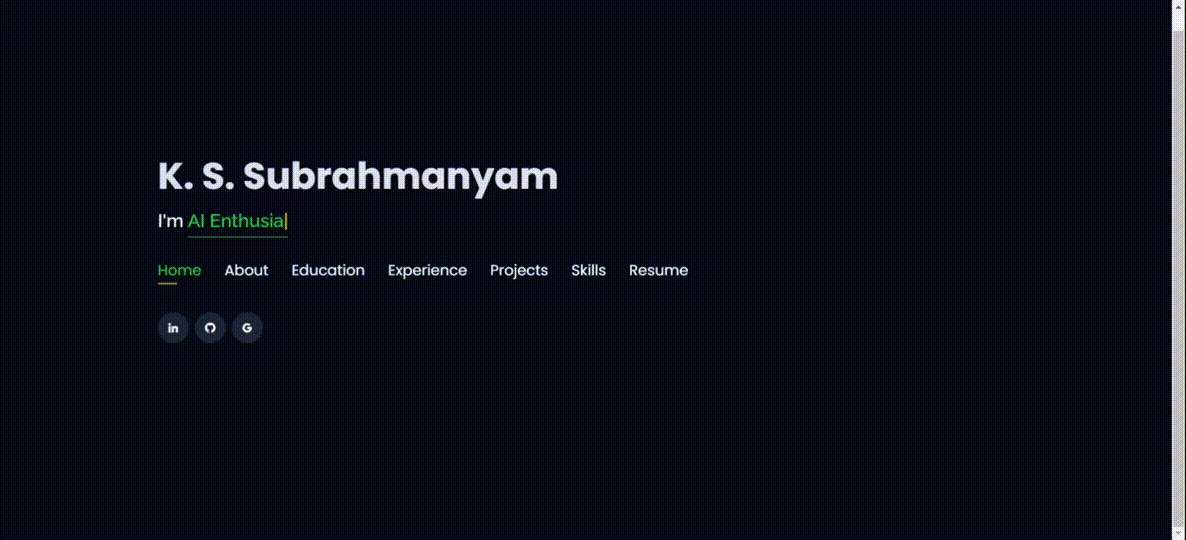 K. S. Subrahmanyam
I'm AI Enthusia|
Home About Education Experience Projects Skills Resume
in G